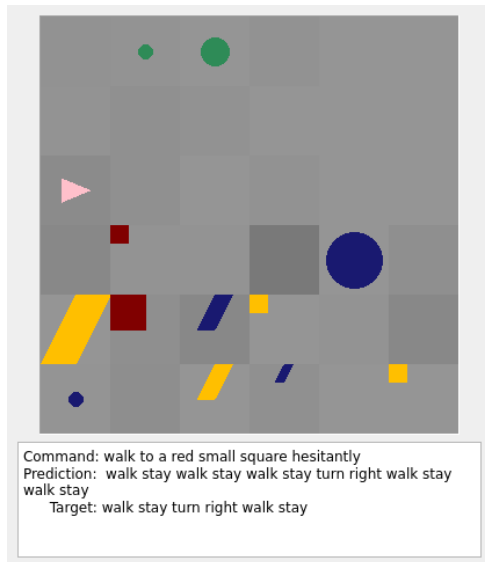 Command: walk to a red small square hesitantly
Prediction:  walk stay walk stay walk stay turn right walk stay
walk stay
Target: walk stay turn right walk stay